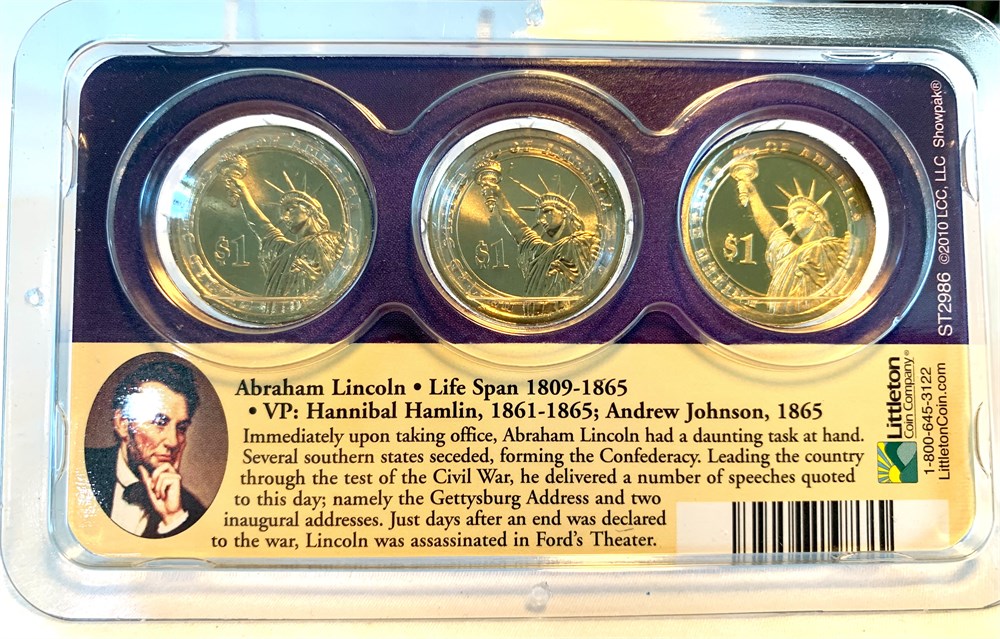 OF AMERICA
$1
$1
OF AMERICA
$1
ST2986 ©2010 LCC, LLC Showpak®
Abraham Lincoln • Life Span 1809-1865
• VP: Hannibal Hamlin, 1861-1865; Andrew Johnson, 1865
Immediately upon taking office, Abraham Lincoln had a daunting task at hand.
Several southern states seceded, forming the Confederacy. Leading the country
through the test of the Civil War, he delivered a number of speeches quoted
to this day; namely the Gettysburg Address and two
inaugural addresses. Just days after an end was declared
to the war, Lincoln was assassinated in Ford's Theater.
Littleton
Coin Company®
1-800-645-3122
LittletonCoin.com